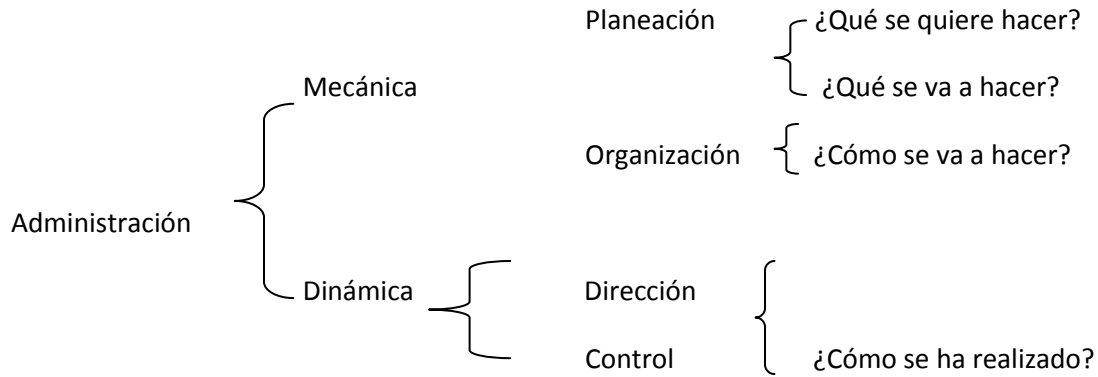 Planeación ¿Qué se quiere hacer?
Mecánica ¿Qué se va a hacer?
Organización ¿Cómo se va a hacer?
Administración
Dinámica Dirección
Control ¿Cómo se ha realizado?